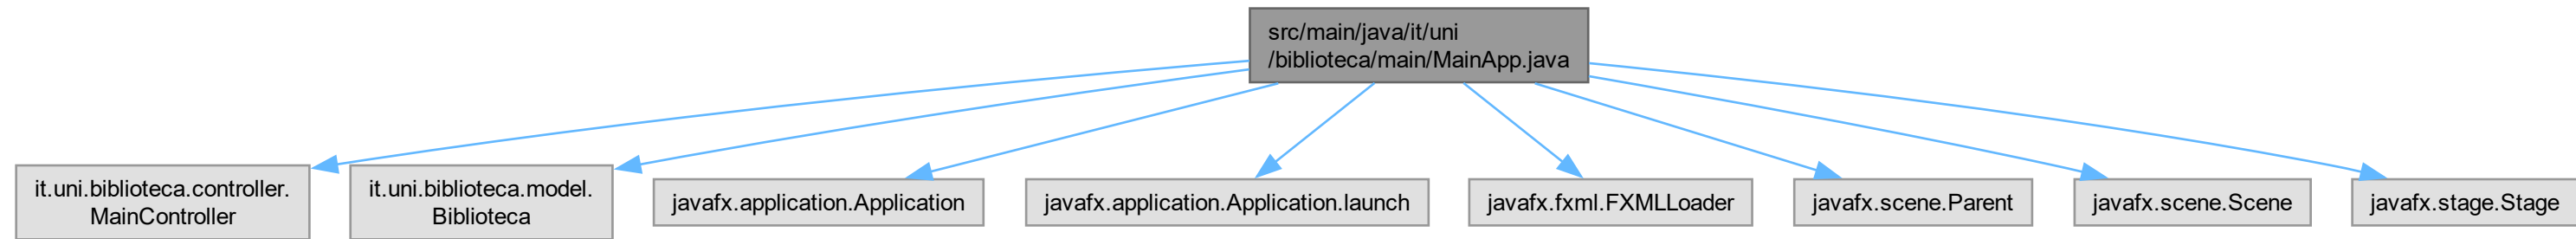 src/main/java/it/uni
/biblioteca/main/MainApp.java
it.uni.biblioteca.controller.
MainController
it.uni.biblioteca.model.
Biblioteca
javafx.application.Application
javafx.application.Application.launch
javafx.fxml.FXMLLoader
javafx.scene.Parent
javafx.scene.Scene
javafx.stage.Stage